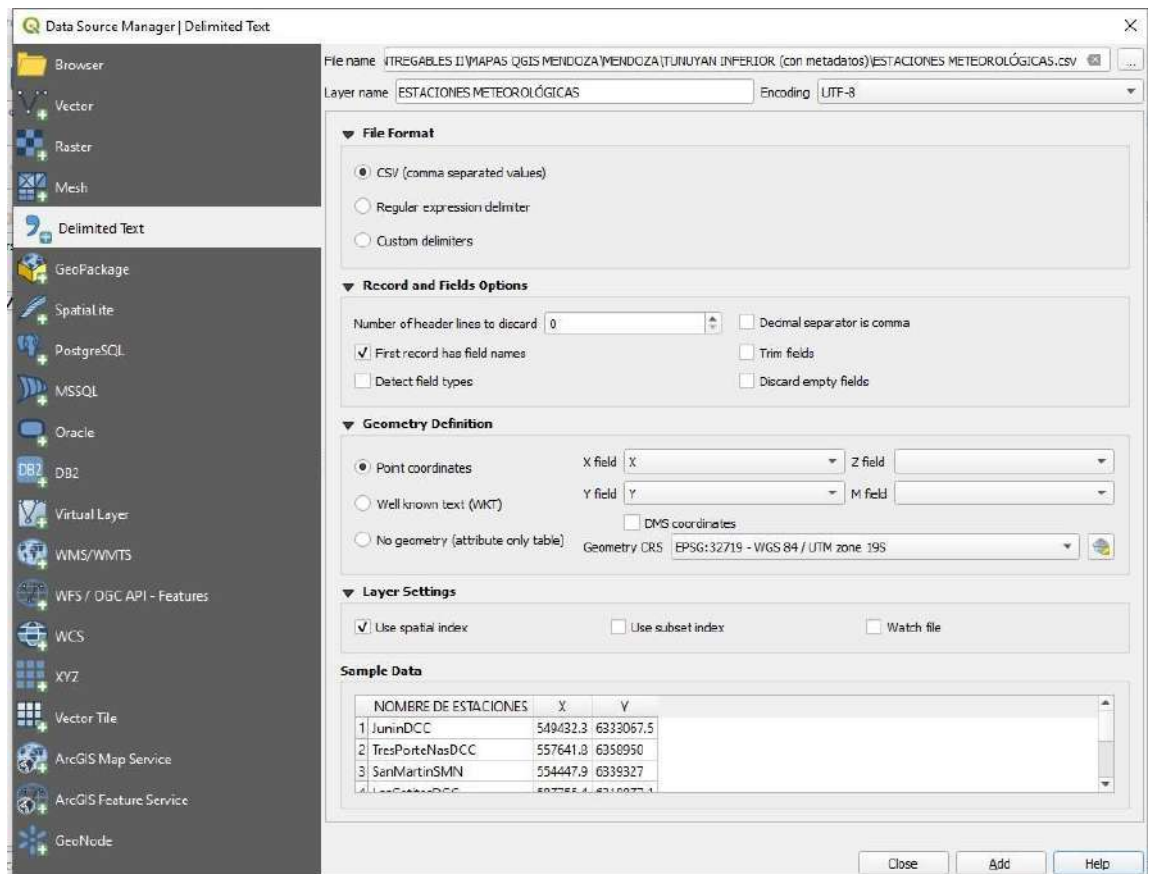 Data Source Manager | Delimited Text
Browser
Vector
Raster
Mesh
Delimited Text
GeoPackage
SpatiaLite
PostgreSQL
MSSQL
Oracle
DB2 DB2
Virtual Layer
WMS/WMTS
WFS / OGC API - Features
WCS
XYZ
Vector Tile
ArcGIS Map Service
ArcGIS Feature Service
GeoNode
File name TREGABLES II\MAPAS QGIS MENDOZA\MENDOZA\TUNUYAN INFERIOR (con metadatos)\ESTACIONES METEOROLÓGICAS.csv ...
Layer name ESTACIONES METEOROLÓGICAS Encoding UTF-8
File Format
CSV (comma separated values)
Regular expression delimiter
Custom delimiters
Record and Fields Options
Number of header lines to discard 0 Decimal separator is comma
First record has field names Trim fields
Detect field types Discard empty fields
Geometry Definition
Point coordinates X field X Z field
Well known text (WKT) Y field Y M field
DMS coordinates
No geometry (attribute only table) Geometry CRS EPSG:32719 - WGS 84 / UTM zone 19S
Layer Settings
Use spatial index Use subset index Watch file
Sample Data
NOMBRE DE ESTACIONES X Y
1 JuninDCC 549432.3 6333067.5
2 TresPorteNasDCC 557641.8 6358950
3 SanMartinSMN 554447.9 6339327
Close Add Help